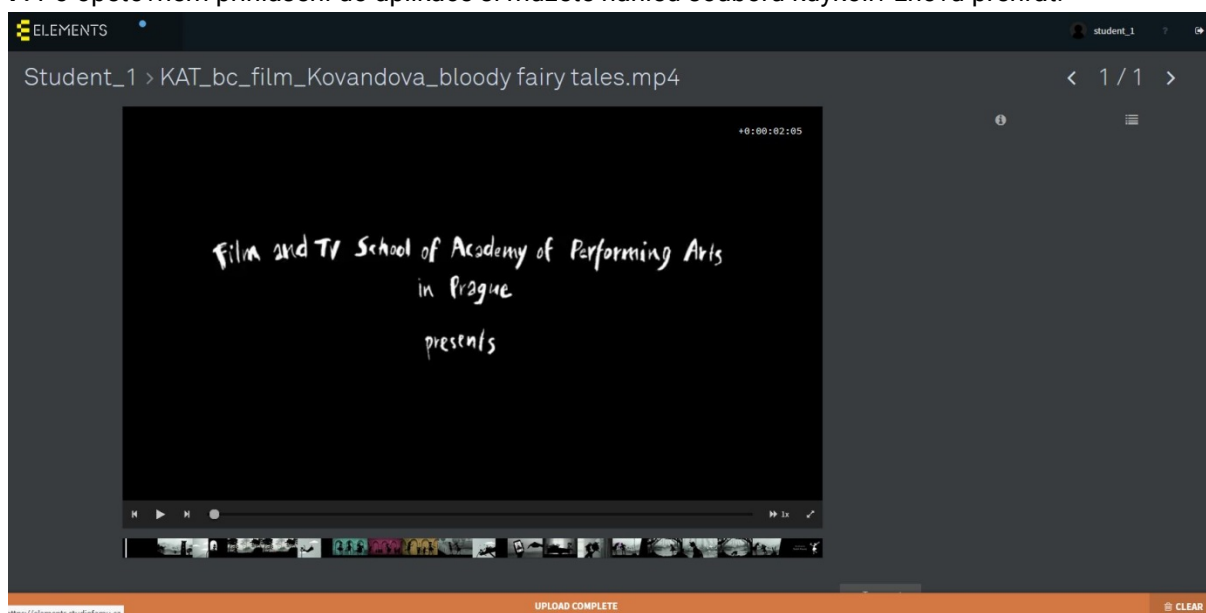 ELEMENTS
student_1
?
Student_1 > KAT_bc_film_Kovandova_bloody fairy tales.mp4
< 1 / 1 >
+0:00:02:05
Film and TV School of Academy of Performing Arts
in Prague
presents
1x
UPLOAD COMPLETE
CLEAR